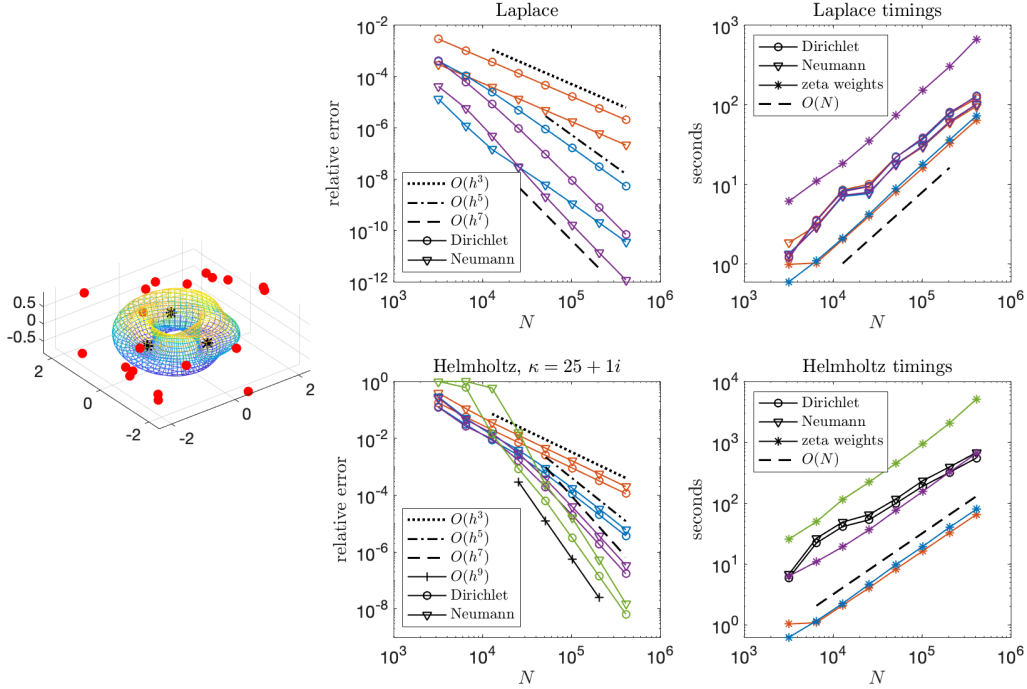 0.5
0
-0.5
2
0
-2
-2
0
2
Laplace
10^-2
10^-4
10^-6
10^-8
10^-10
10^-12
relative error
O(h^3)
O(h^5)
O(h^7)
Dirichlet
Neumann
10^3
10^4
10^5
10^6
N
Laplace timings
10^3
10^2
10^1
10^0
seconds
Dirichlet
Neumann
zeta weights
O(N)
10^3
10^4
10^5
10^6
N
Helmholtz, κ = 25 + 1i
10^0
10^-2
10^-4
10^-6
10^-8
relative error
O(h^3)
O(h^5)
O(h^7)
O(h^9)
Dirichlet
Neumann
10^3
10^4
10^5
10^6
N
Helmholtz timings
10^4
10^3
10^2
10^1
10^0
seconds
Dirichlet
Neumann
zeta weights
O(N)
10^3
10^4
10^5
10^6
N